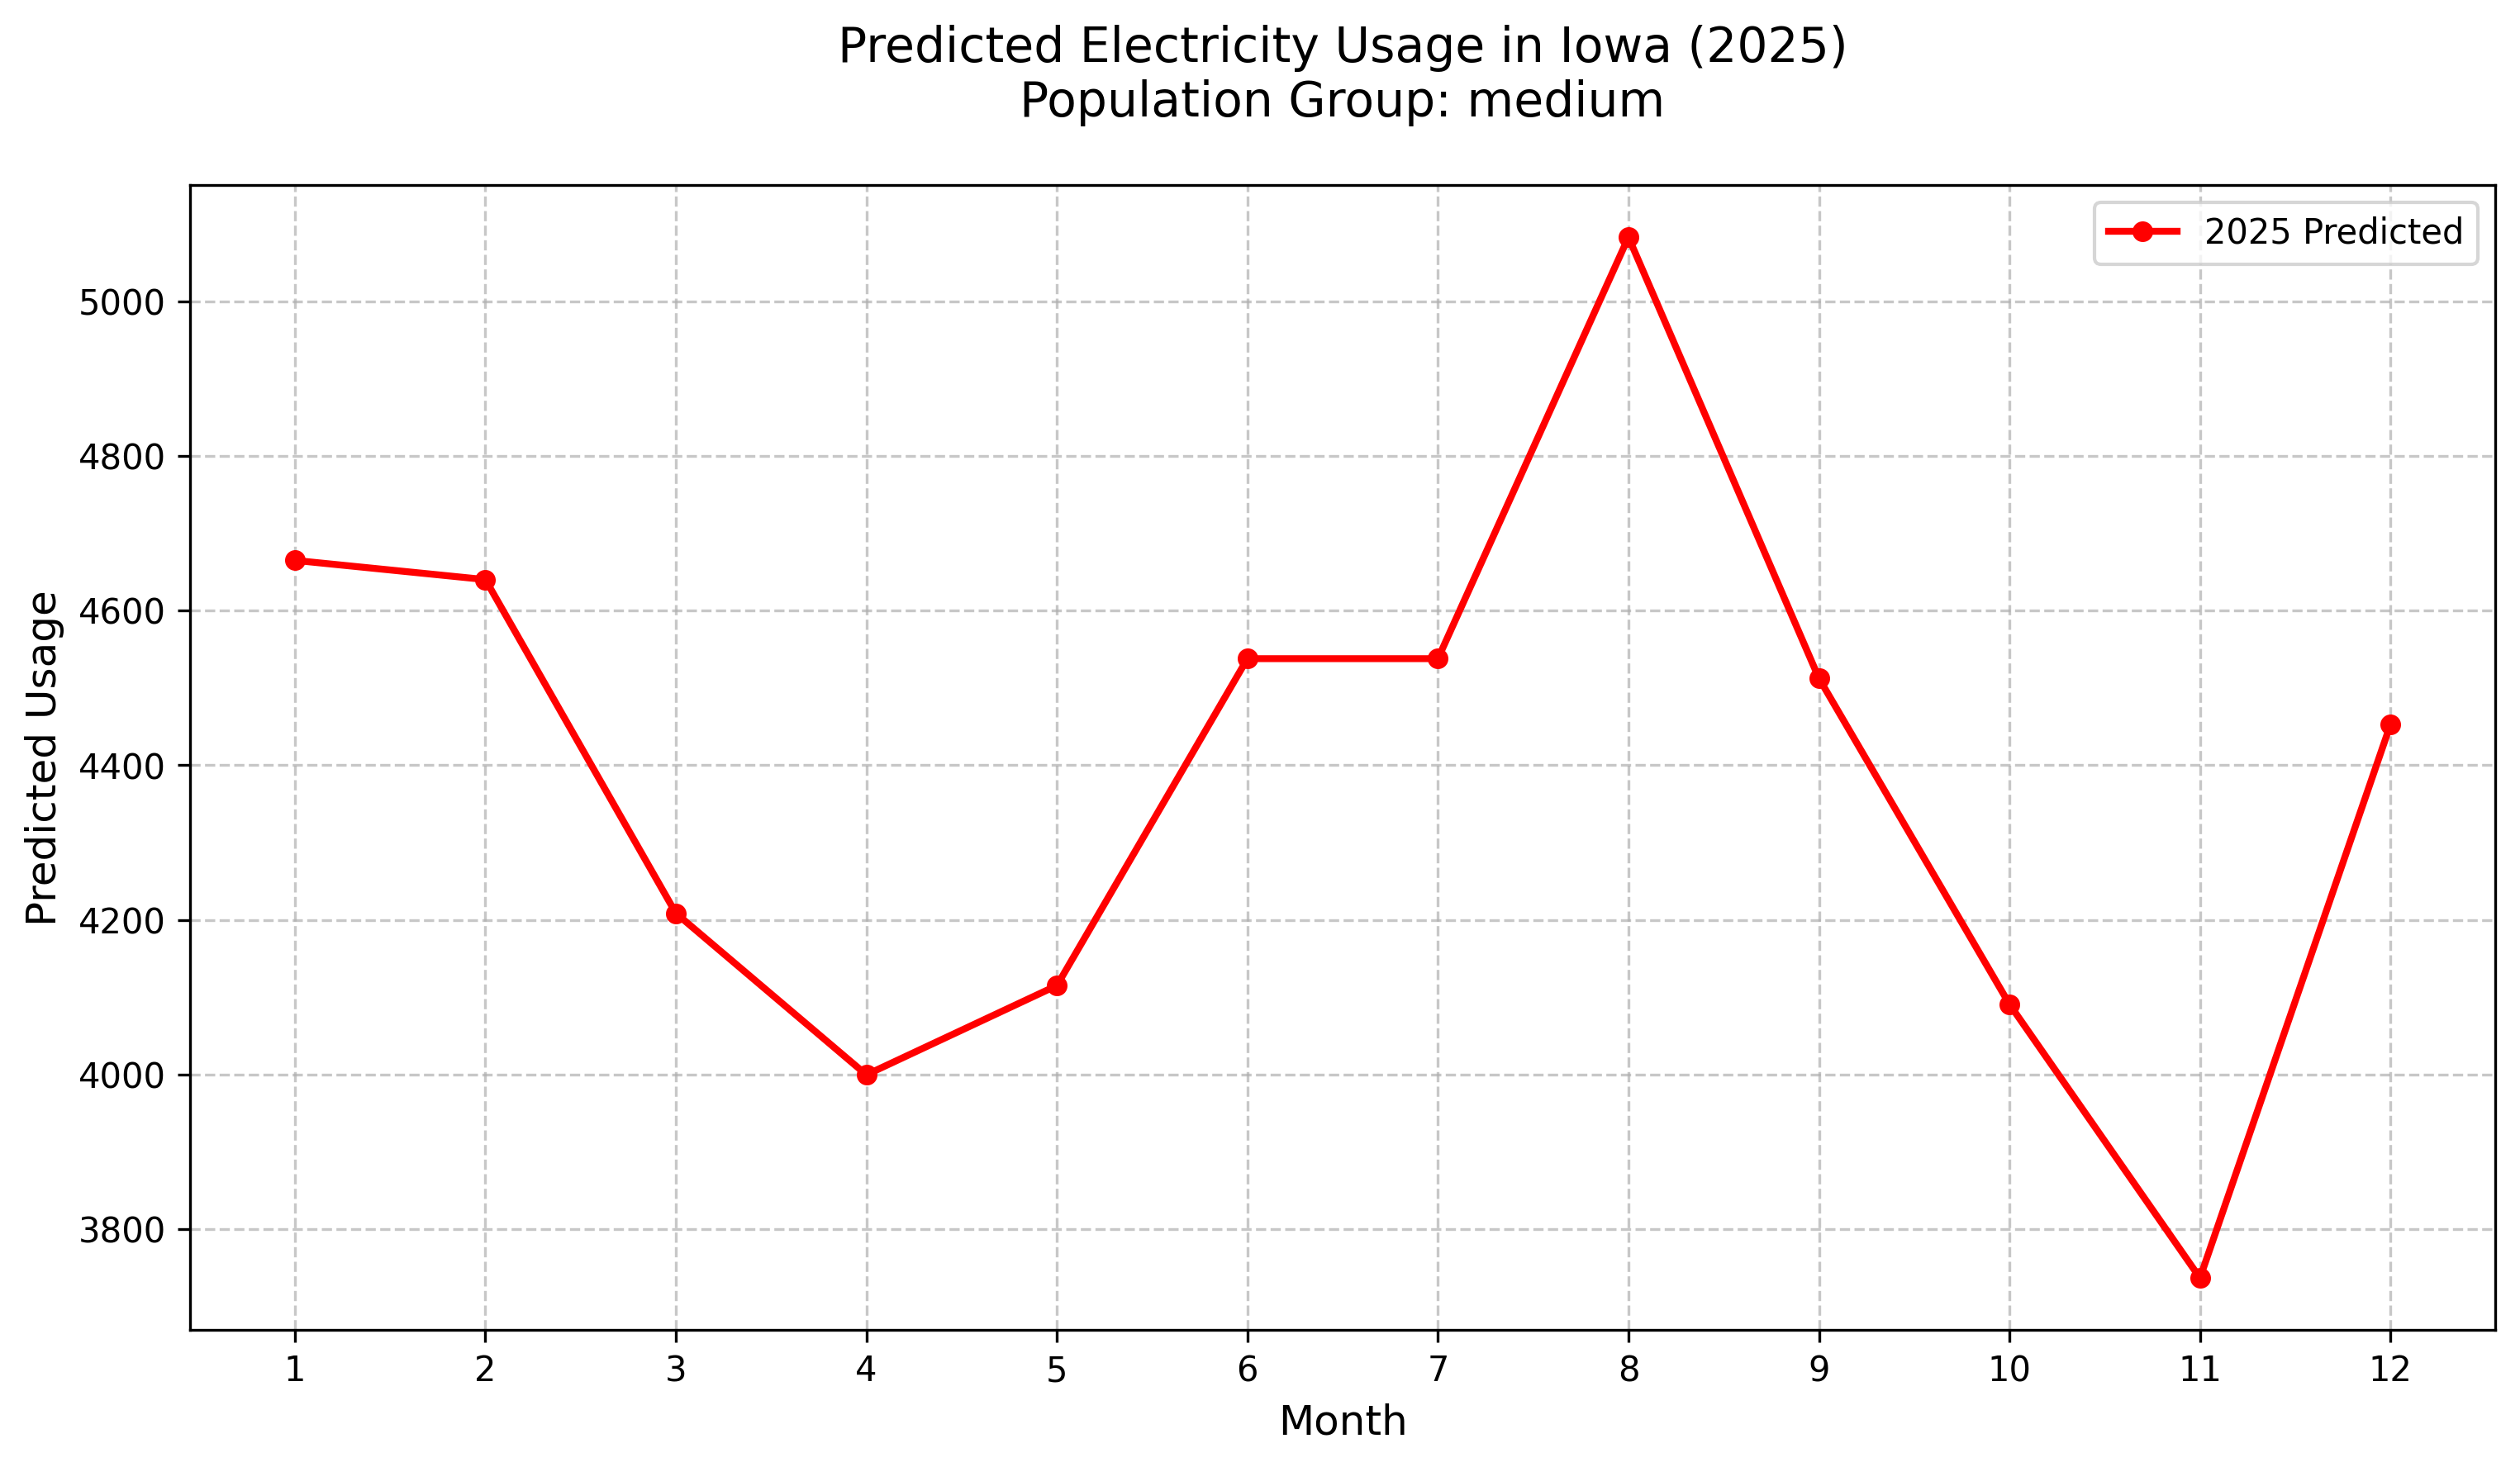 Predicted Electricity Usage in Iowa (2025)
Population Group: medium
2025 Predicted
Predicted Usage
5000
4800
4600
4400
4200
4000
3800
1 2 3 4 5 6 7 8 9 10 11 12
Month